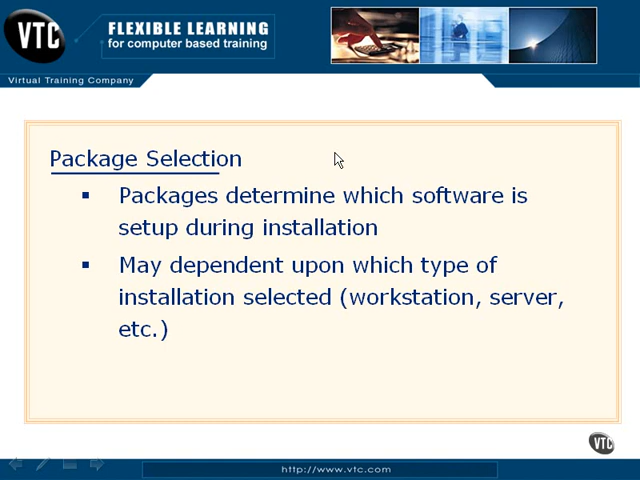 VTC
FLEXIBLE LEARNING
for computer based training
Virtual Training Company
Package Selection
Packages determine which software is
setup during installation
May dependent upon which type of
installation selected (workstation, server,
etc.)
VTC
http://www.vtc.com